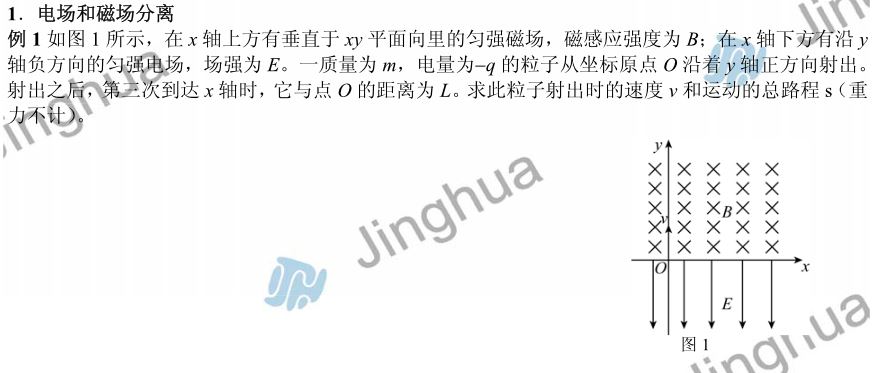 1．电场和磁场分离
例 1 如图 1 所示，在 x 轴上方有垂直于 xy 平面向里的匀强磁场，磁感应强度为 B；在 x 轴下方有沿 y
轴负方向的匀强电场，场强为 E。一质量为 m，电量为−q 的粒子从坐标原点 O 沿着 y 轴正方向射出。
射出之后，第三次到达 x 轴时，它与点 O 的距离为 L。求此粒子射出时的速度 v 和运动的总路程 s（重
力不计）。
y
B
v
O
x
E
图 1
Jinghua
Jinghua
Jin
Jinghua